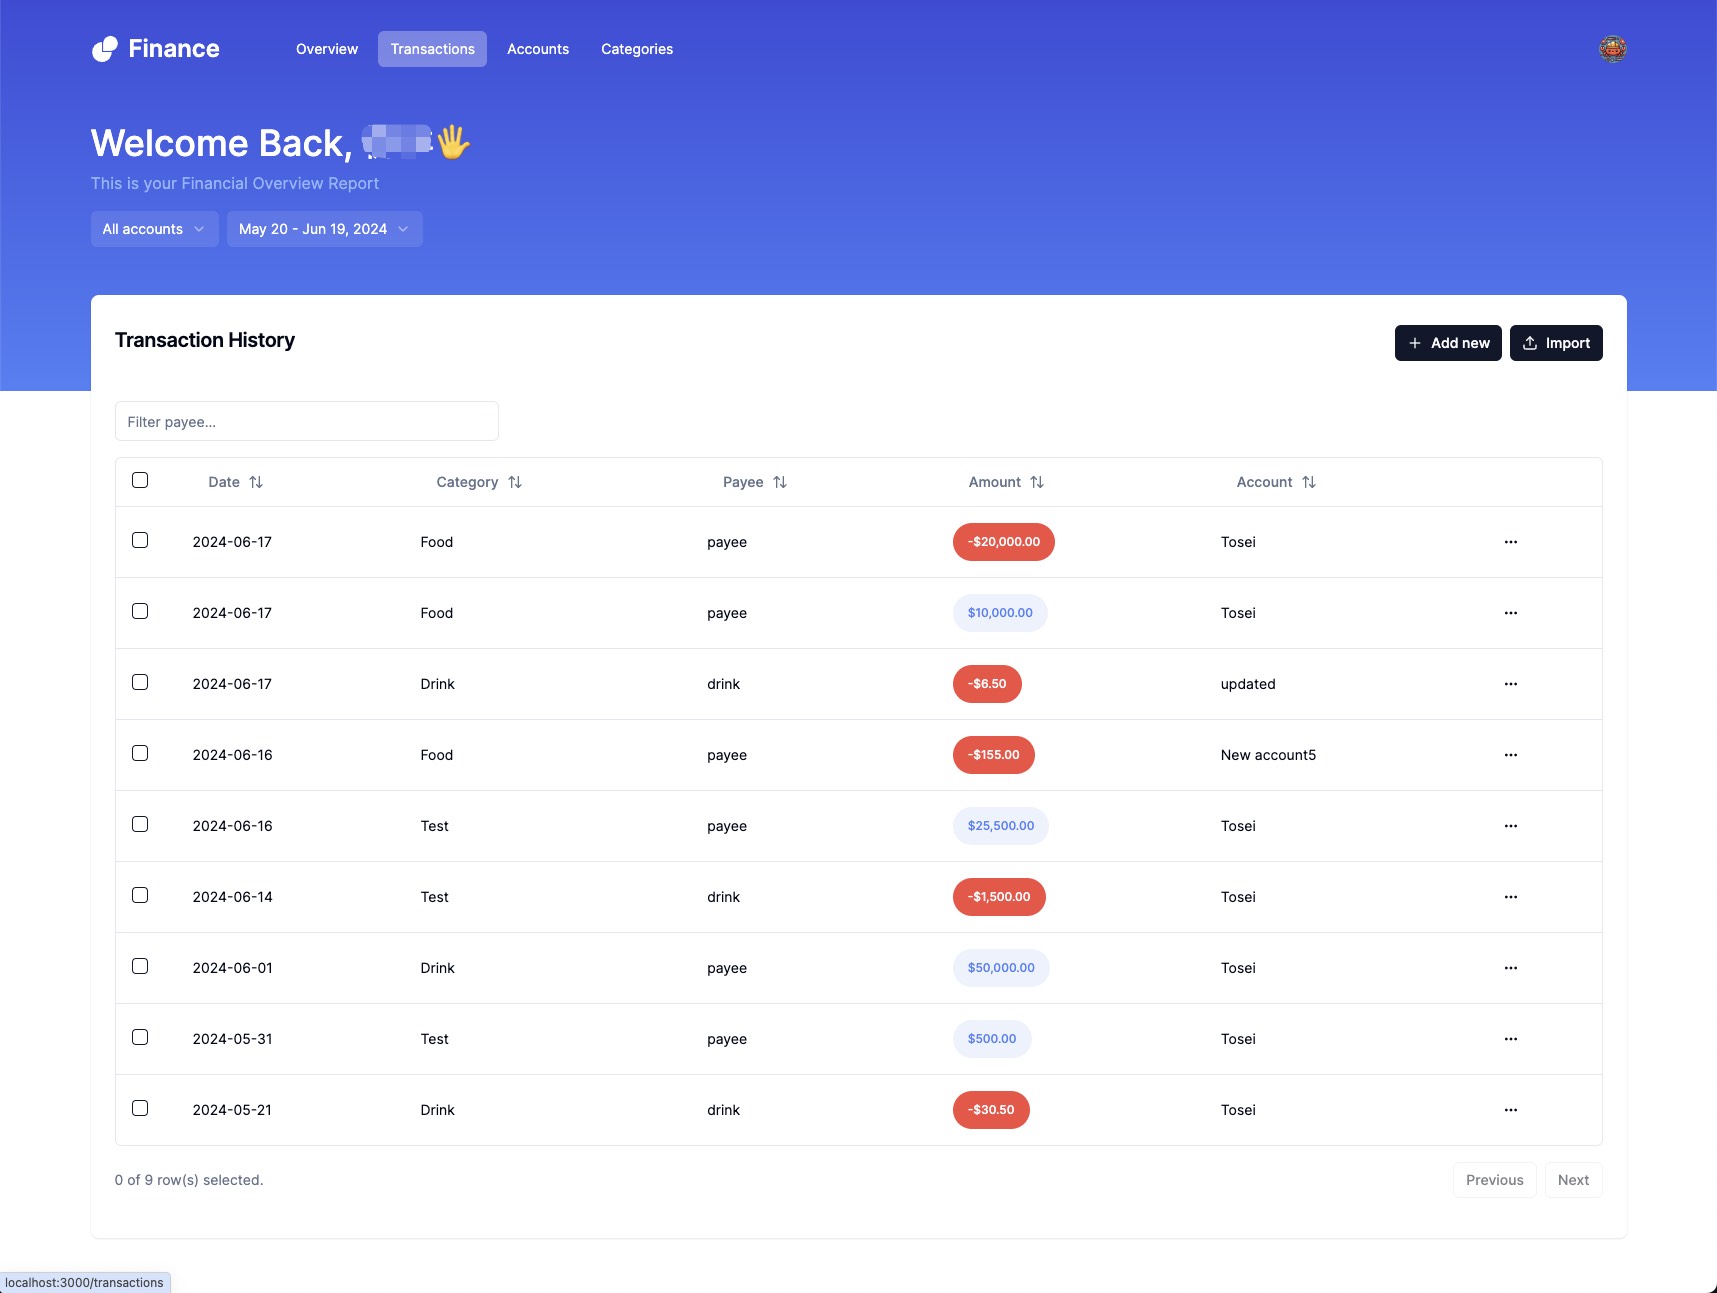 Finance Overview Transactions Accounts Categories
Welcome Back,
This is your Financial Overview Report
All accounts May 20 - Jun 19, 2024
Transaction History Add new Import
Filter payee...
Date Category Payee Amount Account
2024-06-17 Food payee -$20,000.00 Tosei ...
2024-06-17 Food payee $10,000.00 Tosei ...
2024-06-17 Drink drink -$6.50 updated ...
2024-06-16 Food payee -$155.00 New account5 ...
2024-06-16 Test payee $25,500.00 Tosei ...
2024-06-14 Test drink -$1,500.00 Tosei ...
2024-06-01 Drink payee $50,000.00 Tosei ...
2024-05-31 Test payee $500.00 Tosei ...
2024-05-21 Drink drink -$30.50 Tosei ...
0 of 9 row(s) selected. Previous Next
localhost:3000/transactions